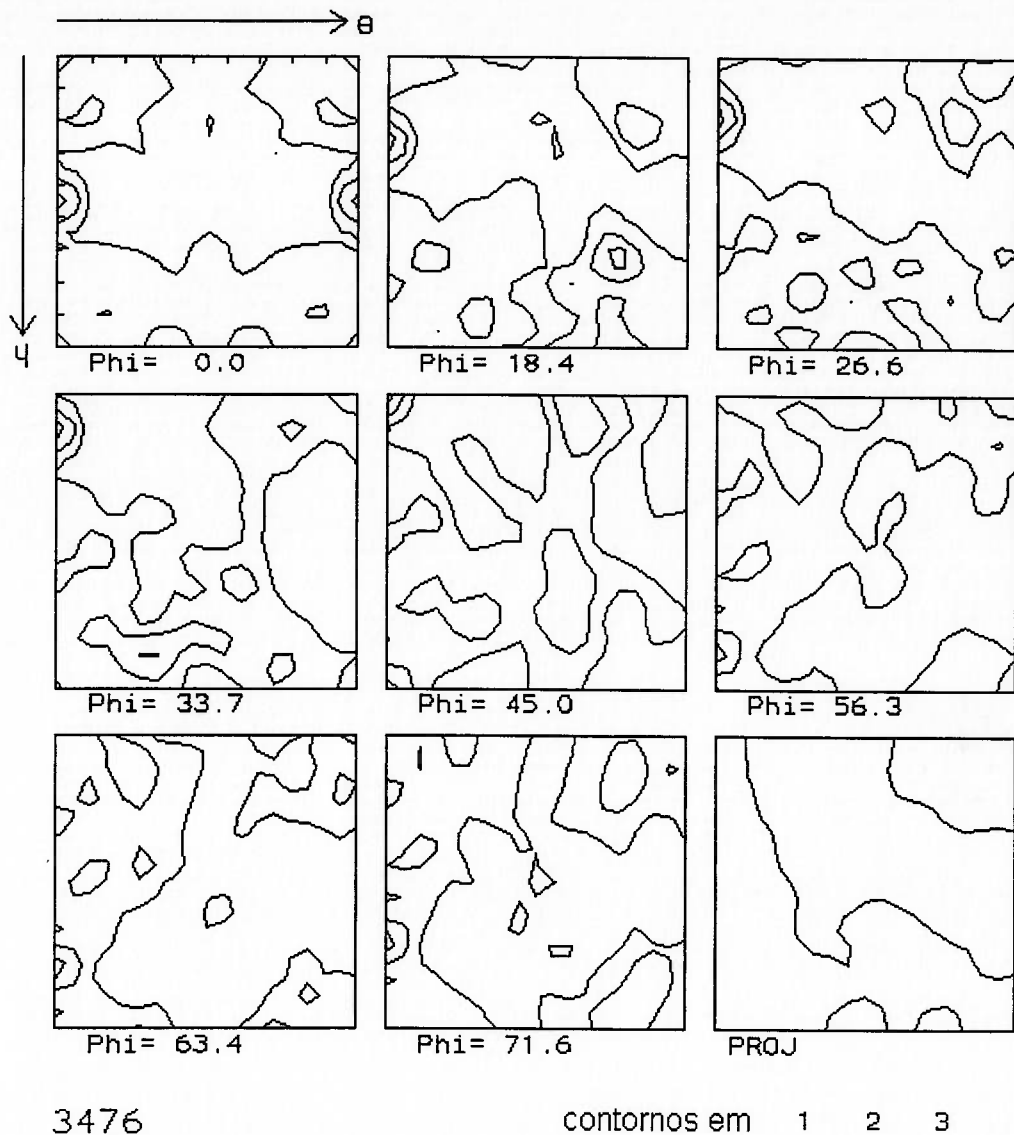 θ
Ψ
Phi= 0.0
Phi= 18.4
Phi= 26.6
Phi= 33.7
Phi= 45.0
Phi= 56.3
Phi= 63.4
Phi= 71.6
PROJ
3476
contornos em 1 2 3